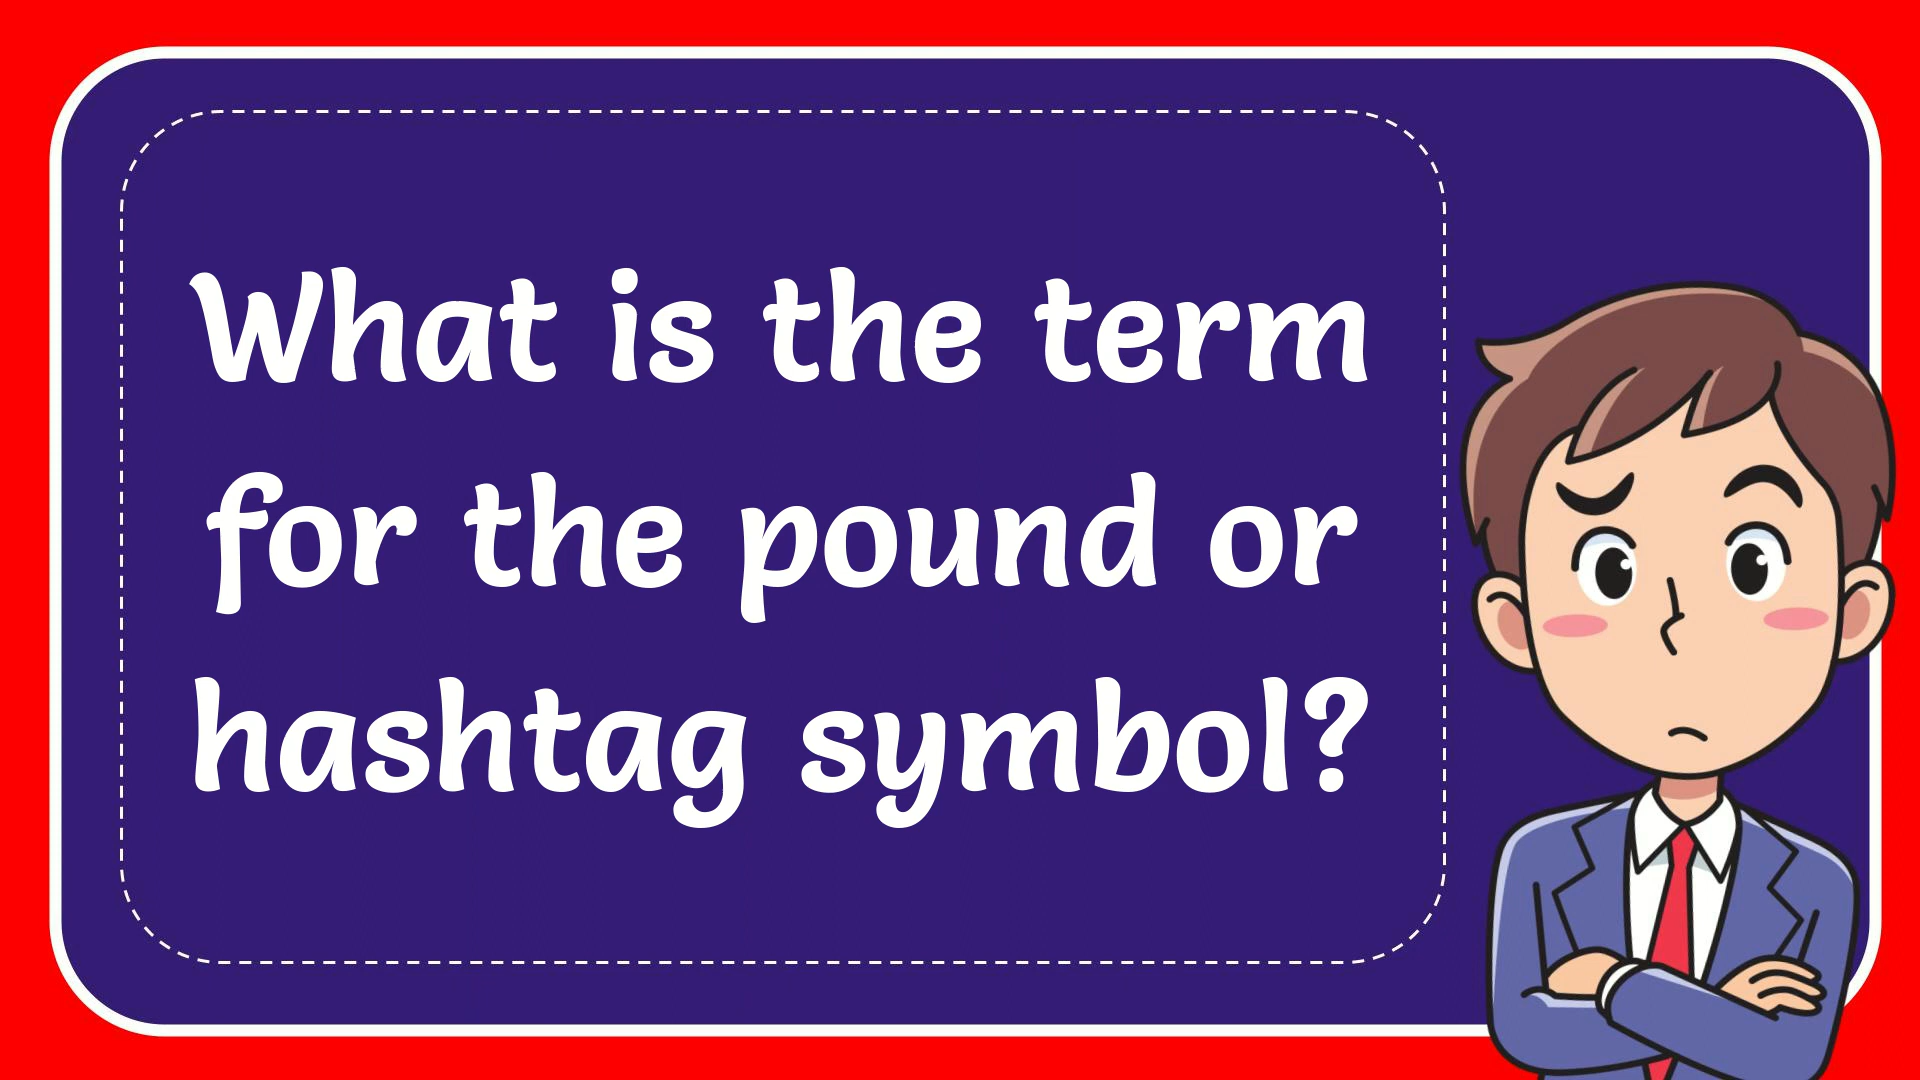 What is the term
for the pound or
hashtag symbol?